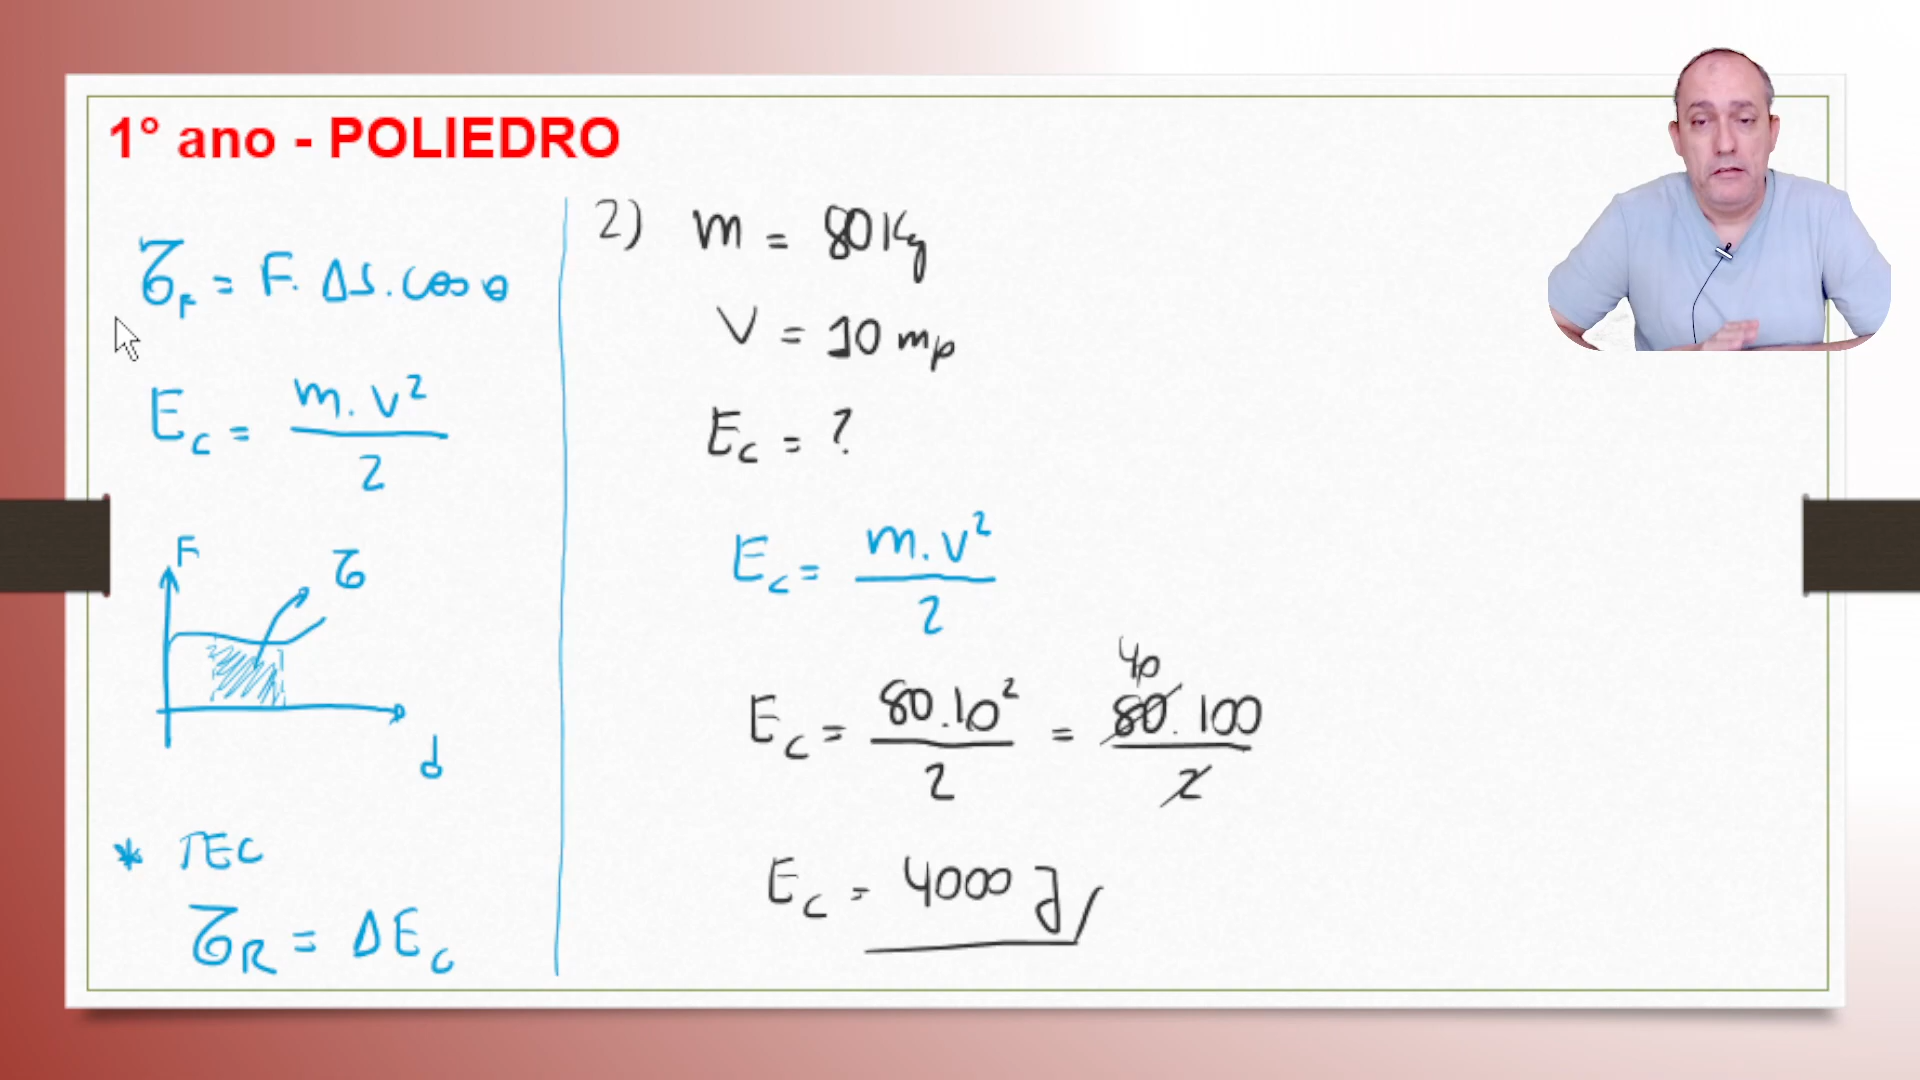 1° ano - POLIEDRO
τF = F. ΔS. cos θ
Ec = m. v² / 2
F
τ
d
* TEC
τR = ΔEc
2) m = 80 Kg
V = 10 m/s
Ec = ?
Ec = m. v² / 2
Ec = 80.10² / 2 = 80. 100 / 2
40
Ec = 4000 J